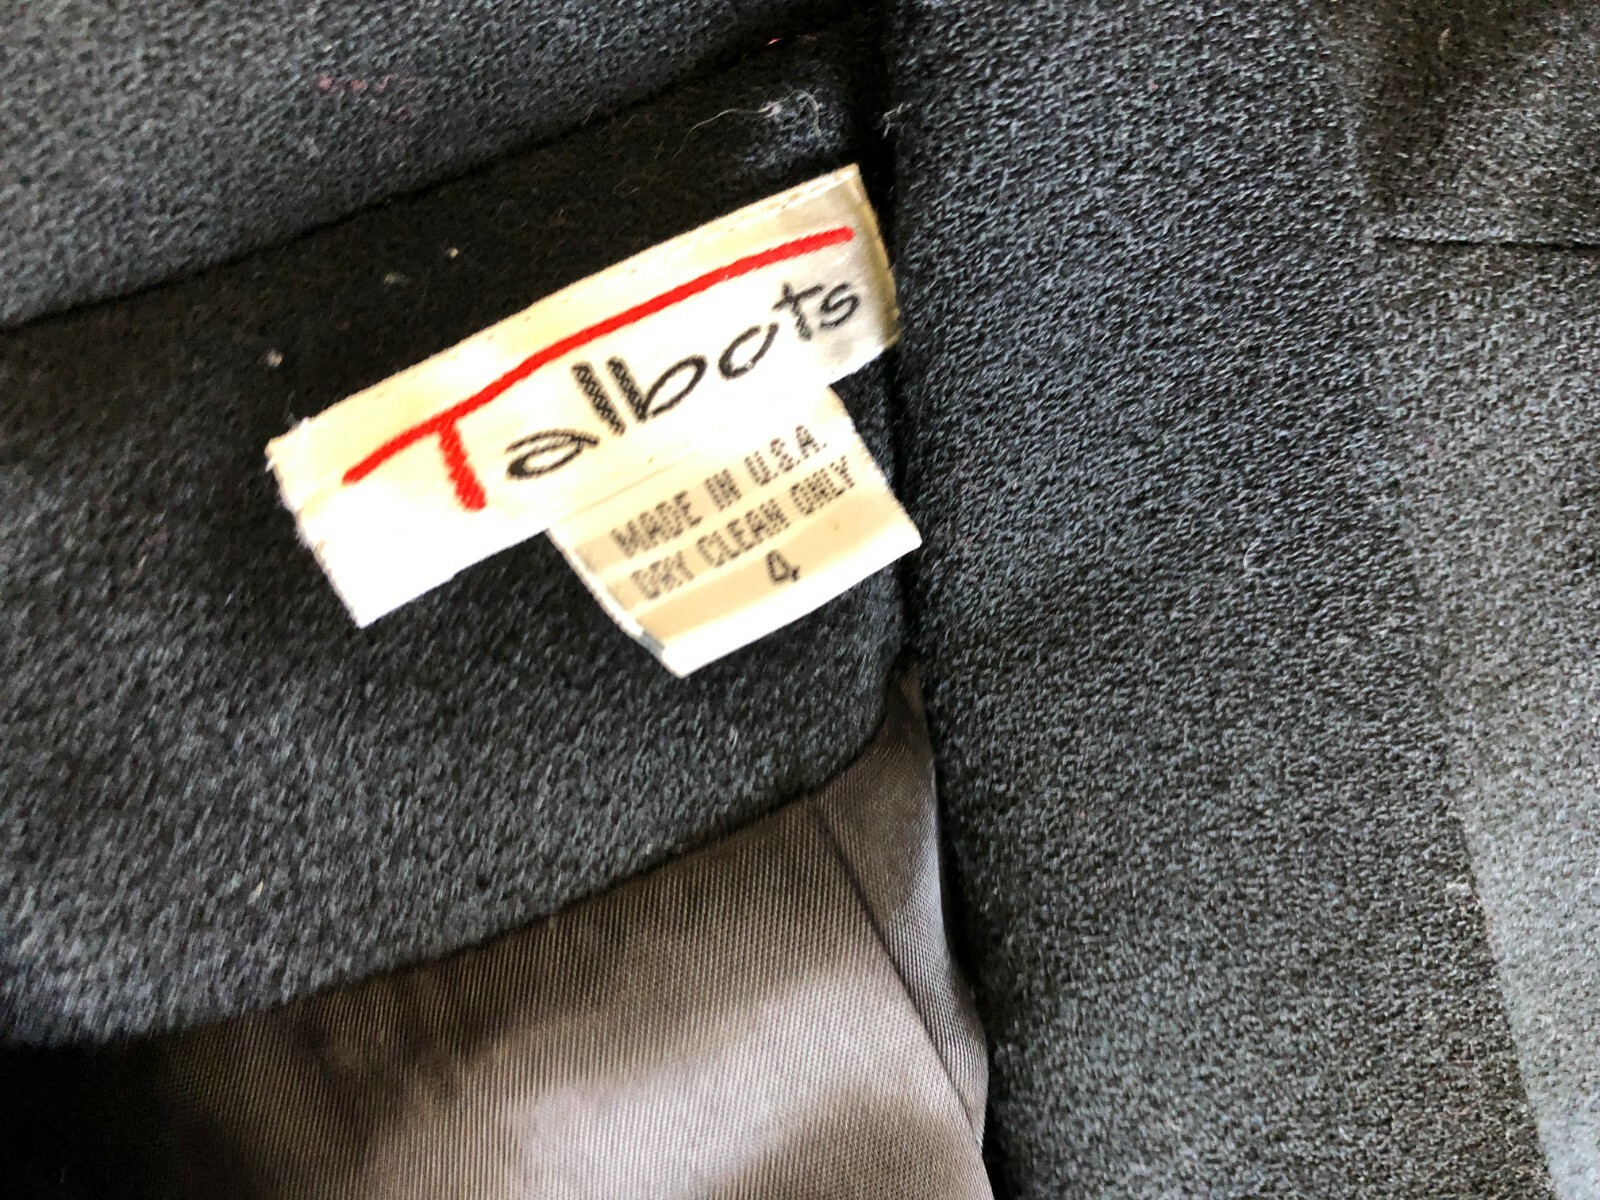 Talbots
MADE IN U.S.A.
DRY CLEAN ONLY
4